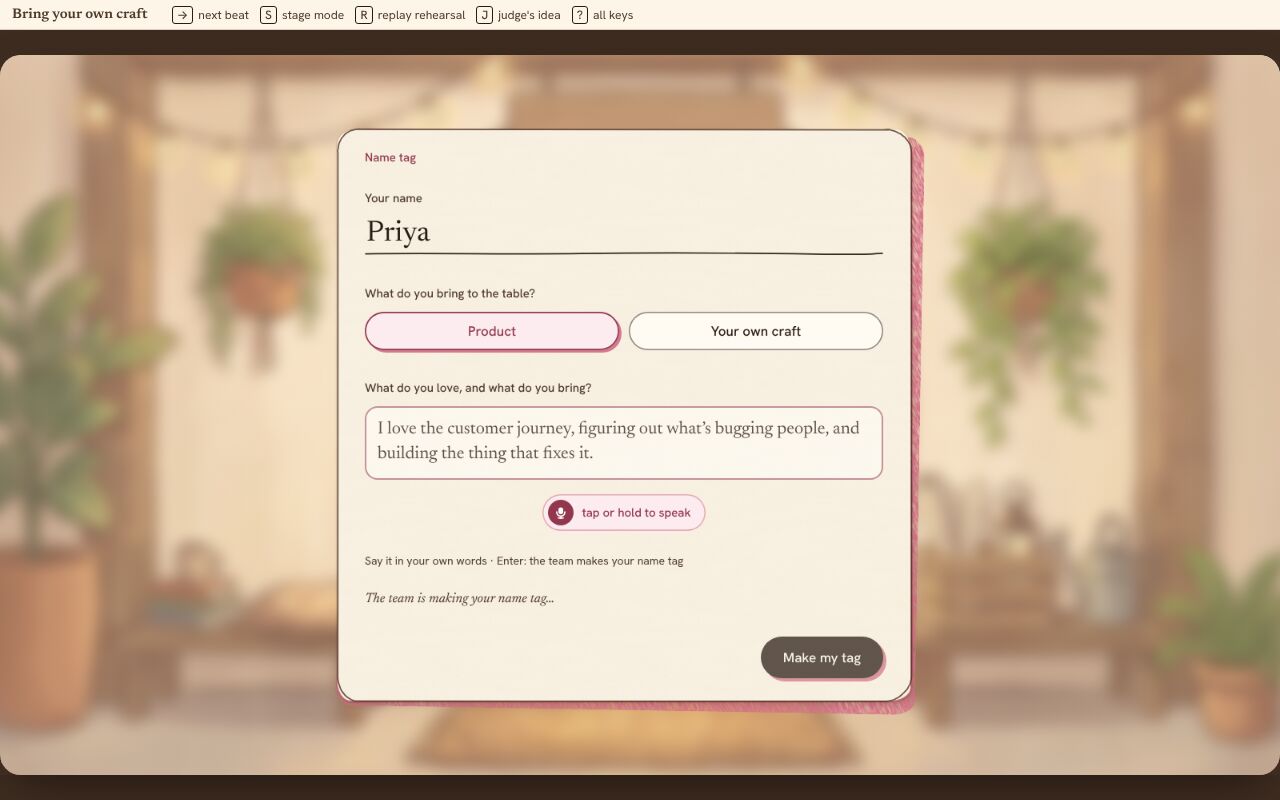 Bring your own craft
→ next beat S stage mode R replay rehearsal J judge's idea ? all keys
Name tag
Your name
Priya
What do you bring to the table?
Product Your own craft
What do you love, and what do you bring?
I love the customer journey, figuring out what’s bugging people, and
building the thing that fixes it.
tap or hold to speak
Say it in your own words · Enter: the team makes your name tag
The team is making your name tag…
Make my tag